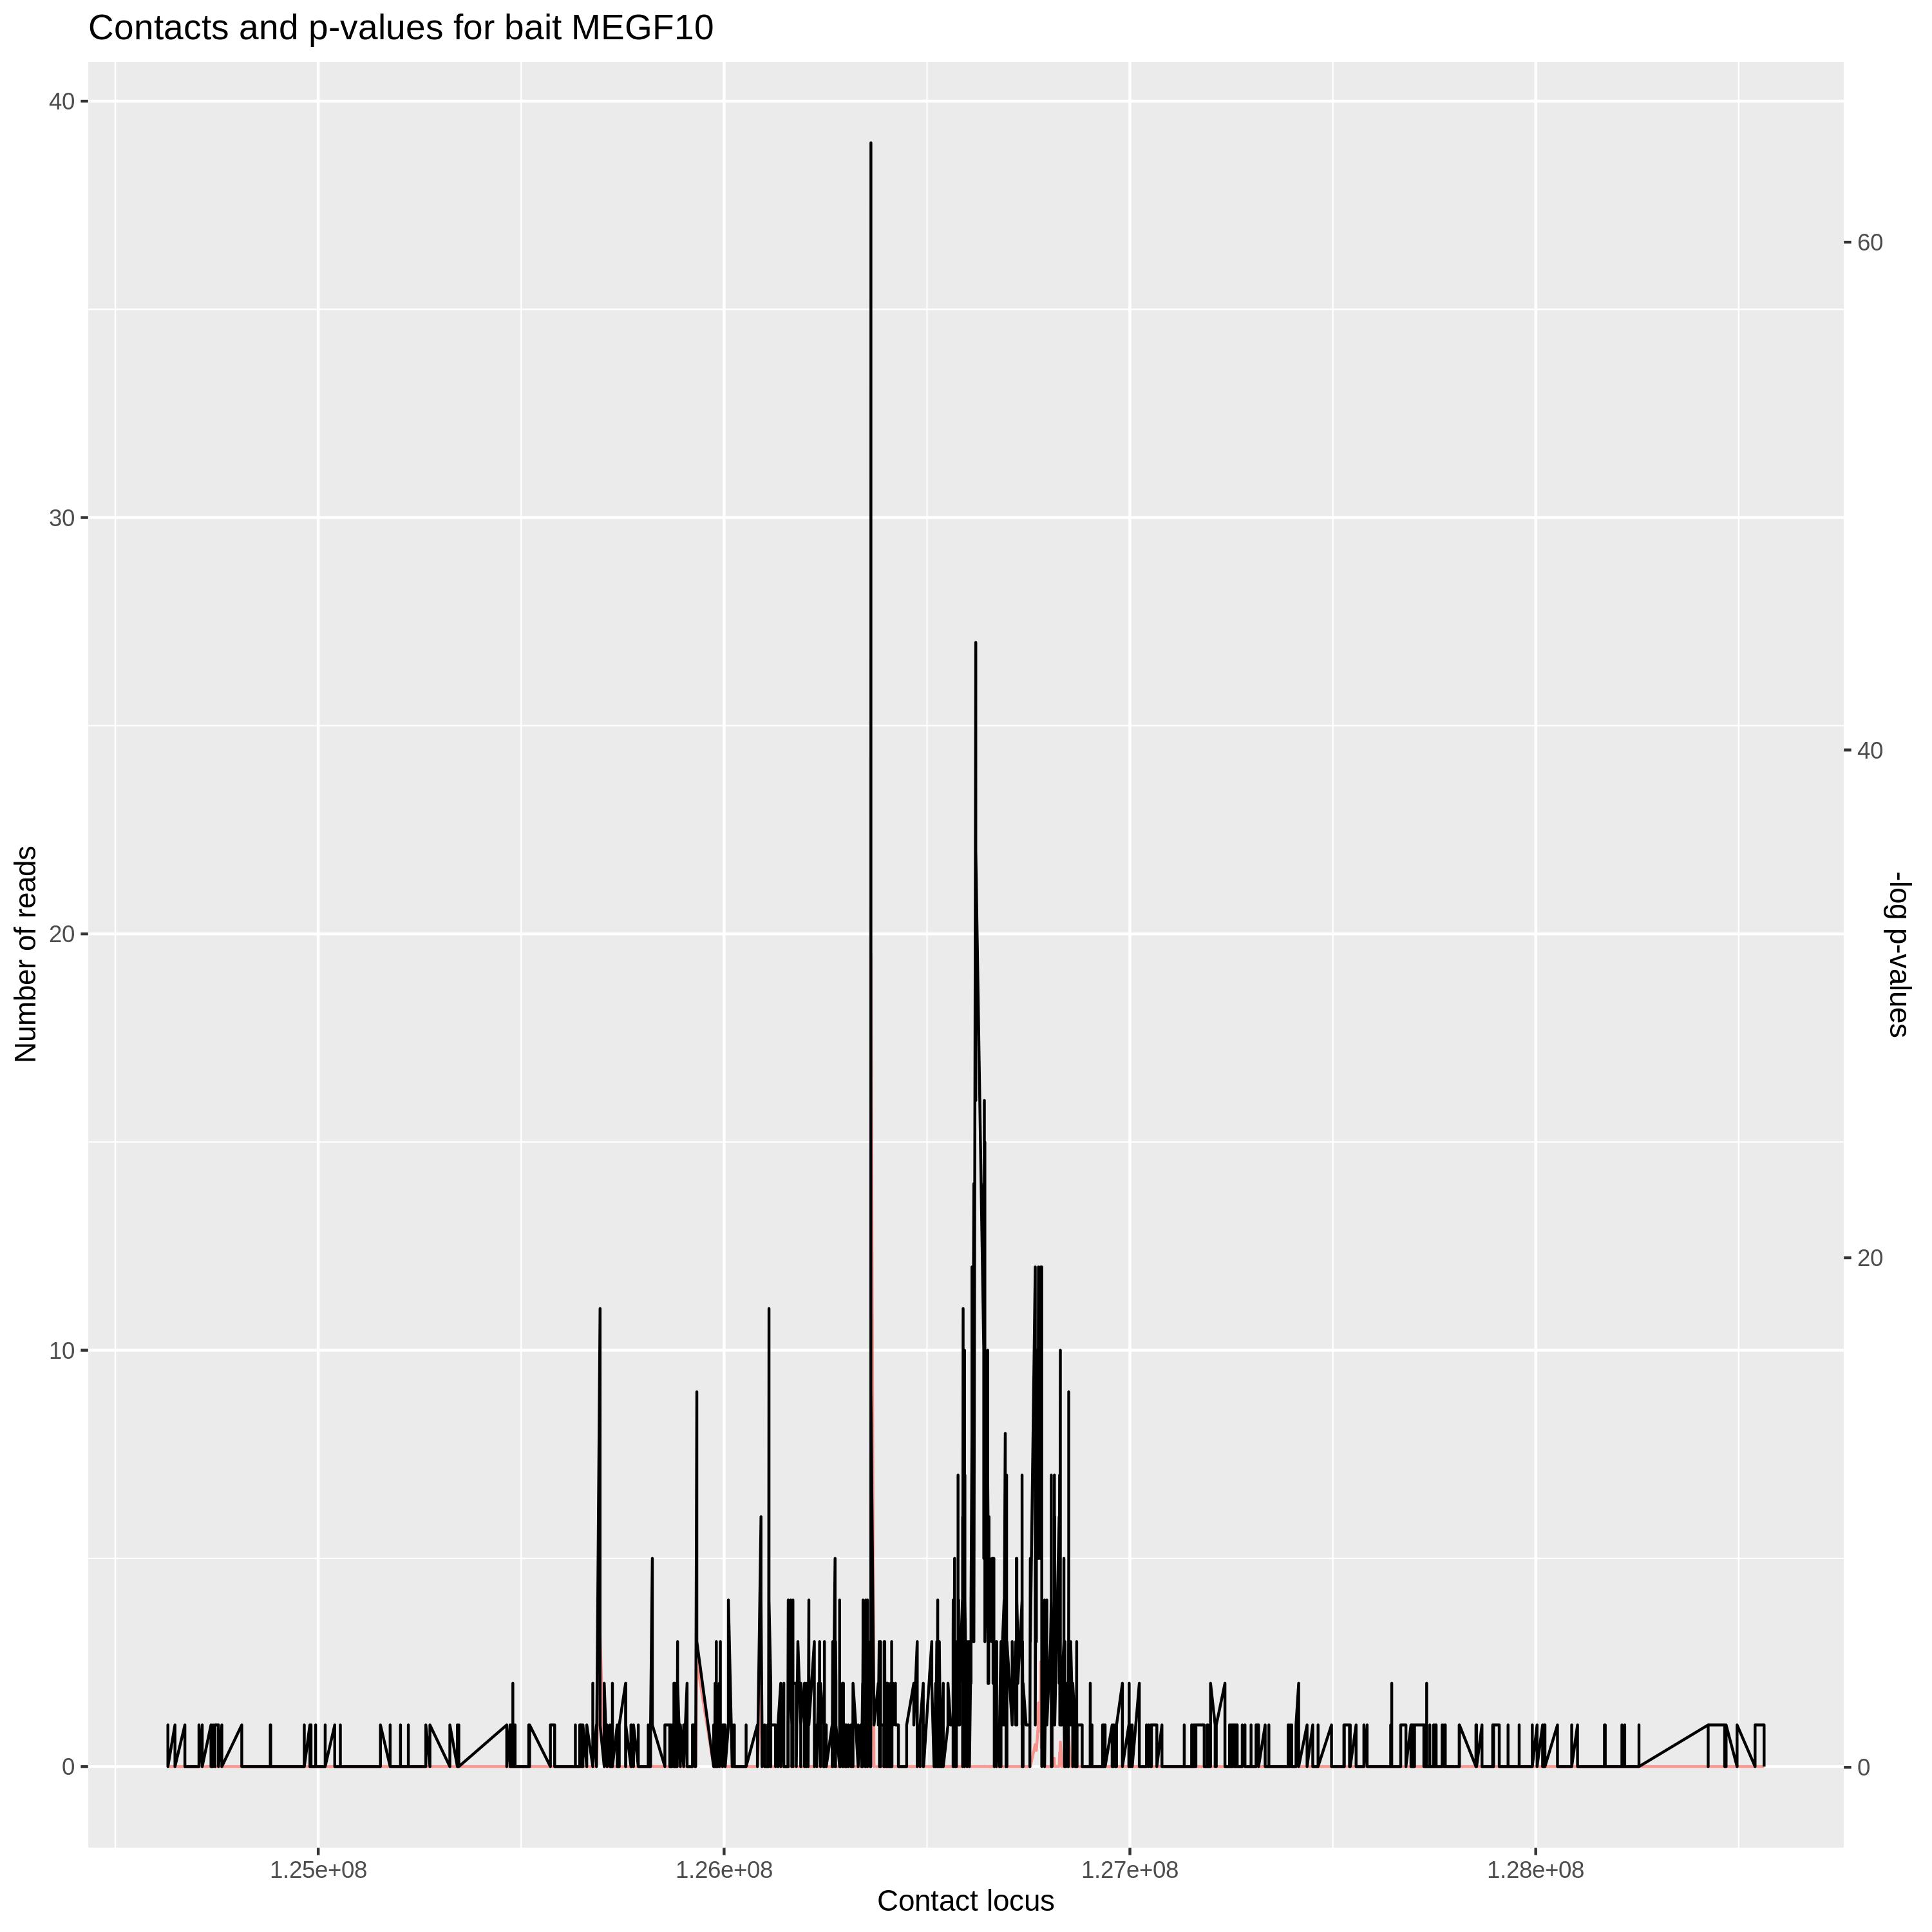 Contacts and p-values for bait MEGF10
40
30
20
10
0
60
40
20
0
Number of reads
-log p-values
1.25e+08
1.26e+08
1.27e+08
1.28e+08
Contact locus